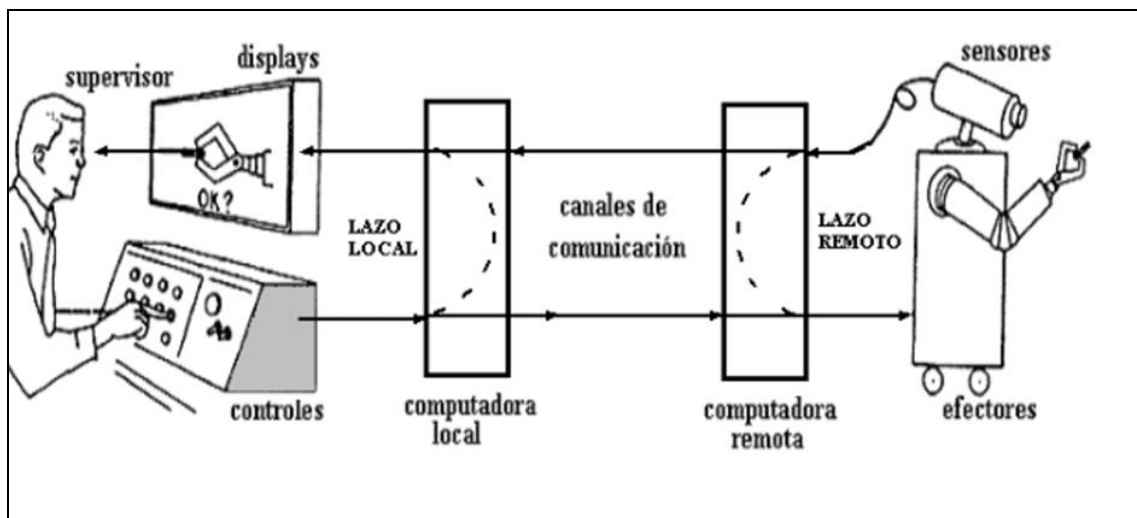 supervisor
displays
OK?
sensores
LAZO
LOCAL
canales de
comunicación
LAZO
REMOTO
controles
computadora
local
computadora
remota
efectores